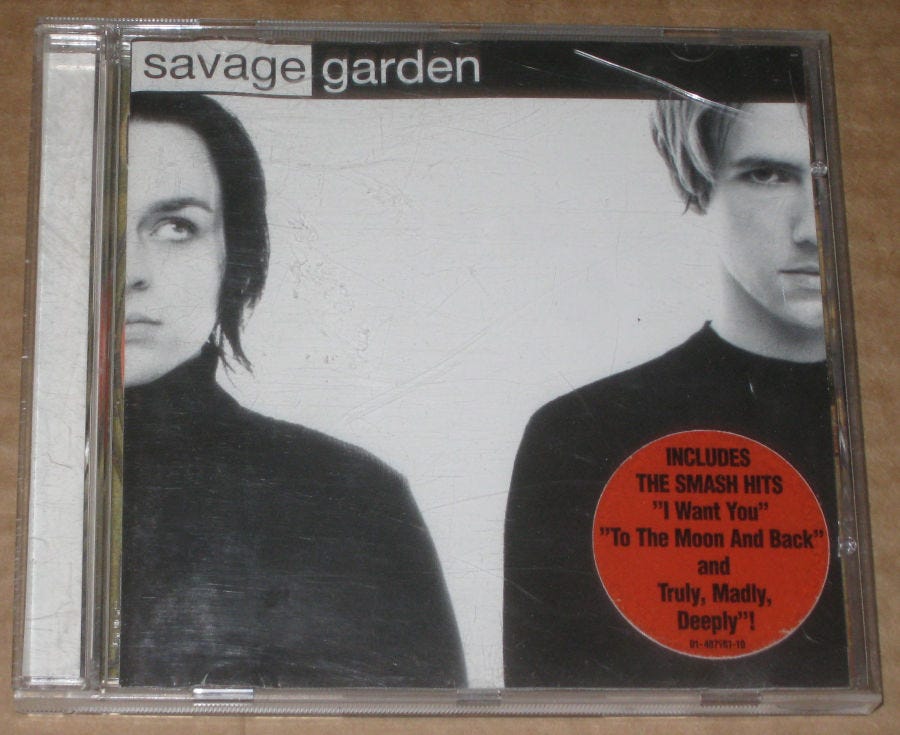 savage garden
INCLUDES
THE SMASH HITS
"I Want You"
"To The Moon And Back"
and
Truly, Madly,
Deeply"!